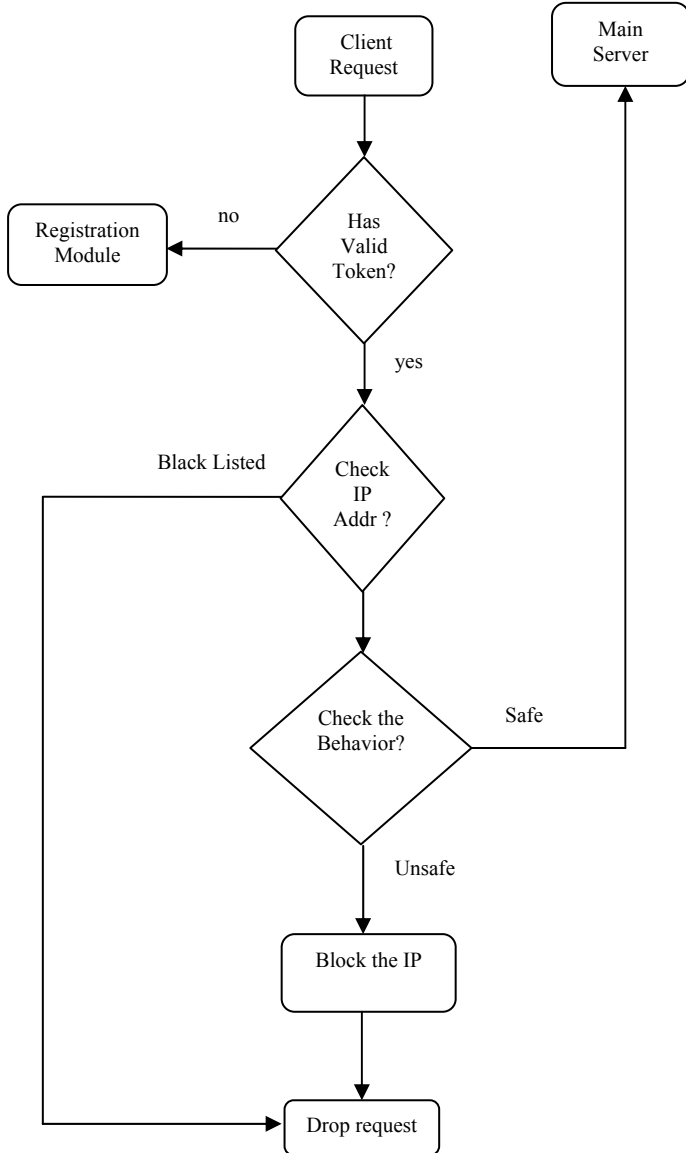 Client
Request
Main
Server
no
Has
Valid
Token?
Registration
Module
yes
Black Listed
Check
IP
Addr ?
Check the
Behavior?
Safe
Unsafe
Block the IP
Drop request